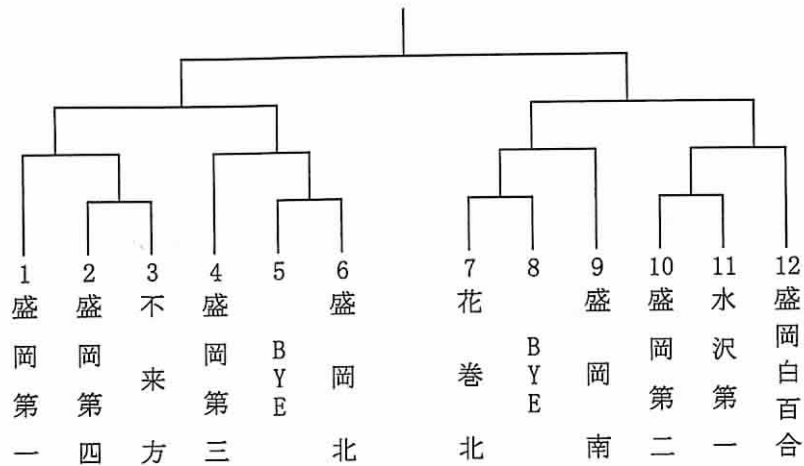 1 盛岡第一
2 盛岡第四
3 不来方
4 盛岡第三
5 BYE
6 盛岡北
7 花巻北
8 BYE
9 盛岡南
10 盛岡第二
11 水沢第一
12 盛岡白百合